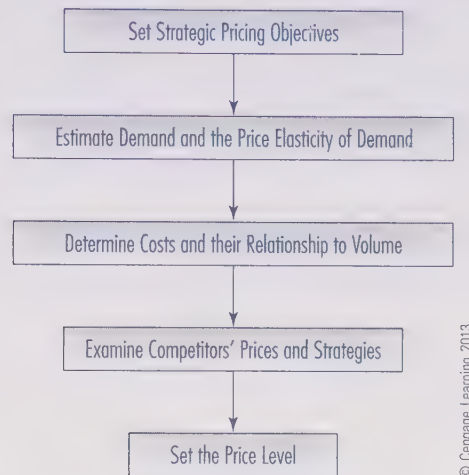 Set Strategic Pricing Objectives
Estimate Demand and the Price Elasticity of Demand
Determine Costs and their Relationship to Volume
Examine Competitors' Prices and Strategies
Set the Price Level
© Cengage Learning 2013